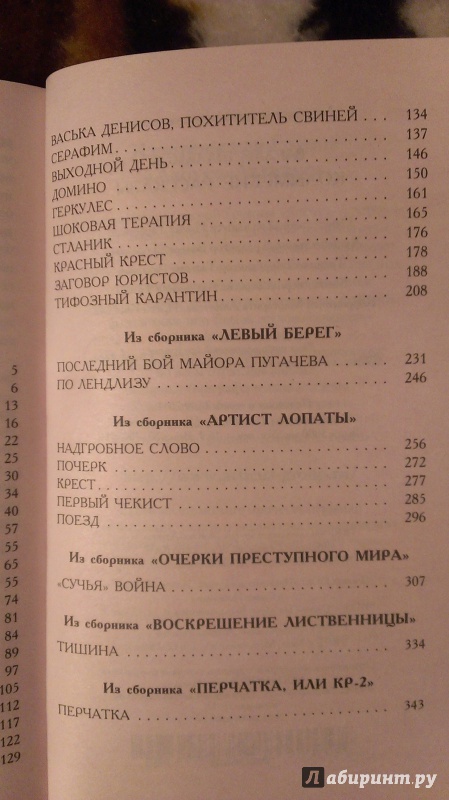 ВАСЬКА ДЕНИСОВ, ПОХИТИТЕЛЬ СВИНЕЙ . . . . 134
СЕРАФИМ . . . . . . . . . . . . . . . . . . . . . . . . . . . . 137
ВЫХОДНОЙ ДЕНЬ . . . . . . . . . . . . . . . . . . . . . 146
ДОМИНО . . . . . . . . . . . . . . . . . . . . . . . . . . . . 150
ГЕРКУЛЕС . . . . . . . . . . . . . . . . . . . . . . . . . . . 161
ШОКОВАЯ ТЕРАПИЯ . . . . . . . . . . . . . . . . . . . 165
СТЛАНИК . . . . . . . . . . . . . . . . . . . . . . . . . . . . 176
КРАСНЫЙ КРЕСТ . . . . . . . . . . . . . . . . . . . . . . 178
ЗАГОВОР ЮРИСТОВ . . . . . . . . . . . . . . . . . . . 188
ТИФОЗНЫЙ КАРАНТИН . . . . . . . . . . . . . . . . 208
Из сборника «ЛЕВЫЙ БЕРЕГ»
ПОСЛЕДНИЙ БОЙ МАЙОРА ПУГАЧЕВА . . . . . . . 231
ПО ЛЕНДЛИЗУ . . . . . . . . . . . . . . . . . . . . . . . 246
Из сборника «АРТИСТ ЛОПАТЫ»
НАДГРОБНОЕ СЛОВО . . . . . . . . . . . . . . . . . . 256
ПОЧЕРК . . . . . . . . . . . . . . . . . . . . . . . . . . . . 272
КРЕСТ . . . . . . . . . . . . . . . . . . . . . . . . . . . . . 277
ПЕРВЫЙ ЧЕКИСТ . . . . . . . . . . . . . . . . . . . . . 285
ПОЕЗД . . . . . . . . . . . . . . . . . . . . . . . . . . . . . 296
Из сборника «ОЧЕРКИ ПРЕСТУПНОГО МИРА»
«СУЧЬЯ» ВОЙНА . . . . . . . . . . . . . . . . . . . . . . 307
Из сборника «ВОСКРЕШЕНИЕ ЛИСТВЕННИЦЫ»
ТИШИНА . . . . . . . . . . . . . . . . . . . . . . . . . . . . 334
Из сборника «ПЕРЧАТКА, ИЛИ КР-2»
ПЕРЧАТКА . . . . . . . . . . . . . . . . . . . . . . . . . . 343
5
6
13
16
22
25
30
34
40
57
55
65
55
74
81
84
89
97
105
112
117
122
129
Лабиринт.ру